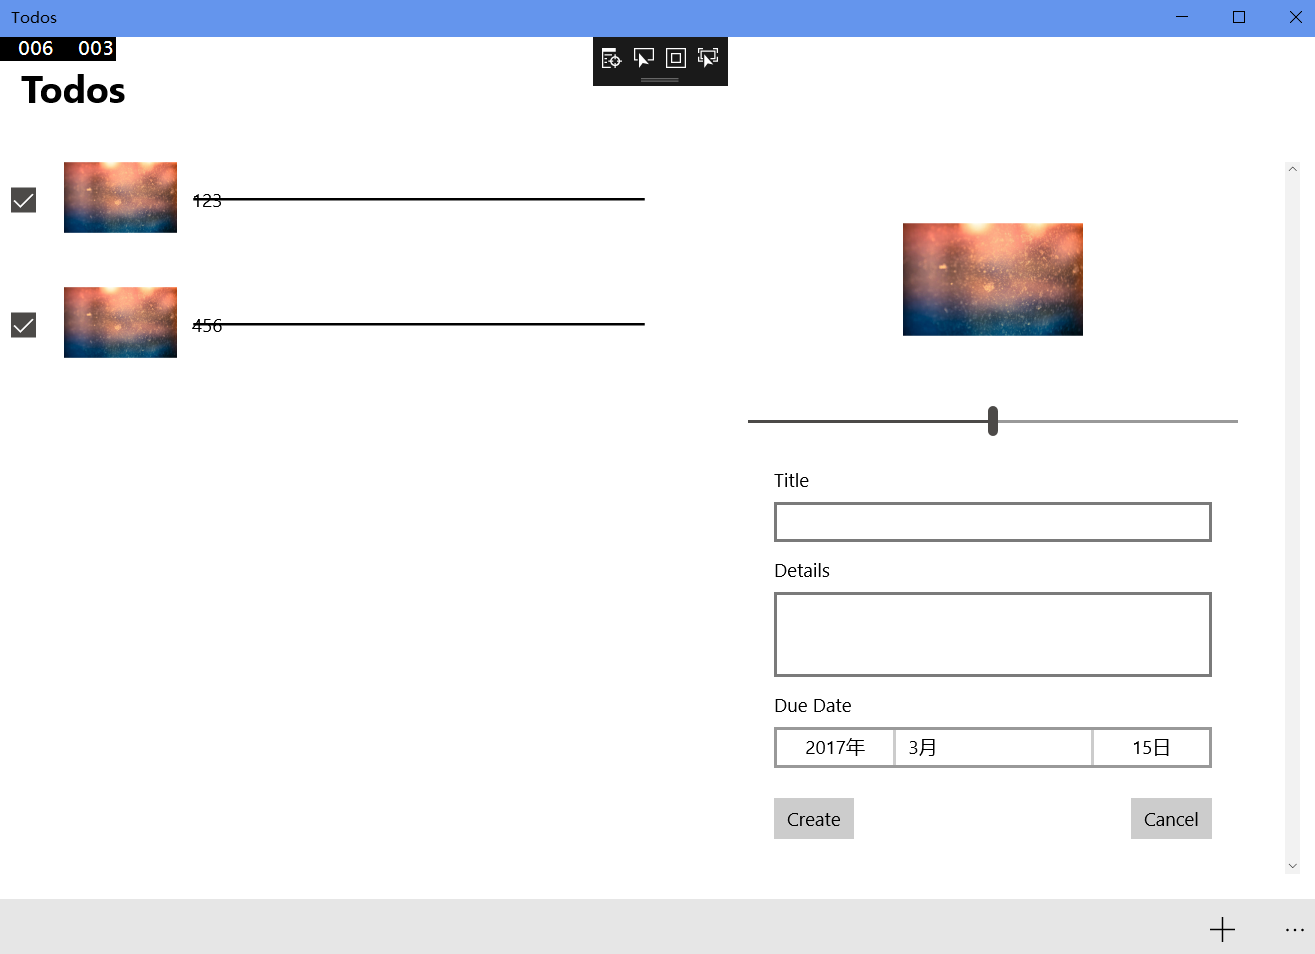 Todos
006 003
Todos
123
456
Title
Details
Due Date
2017年 3月 15日
Create Cancel